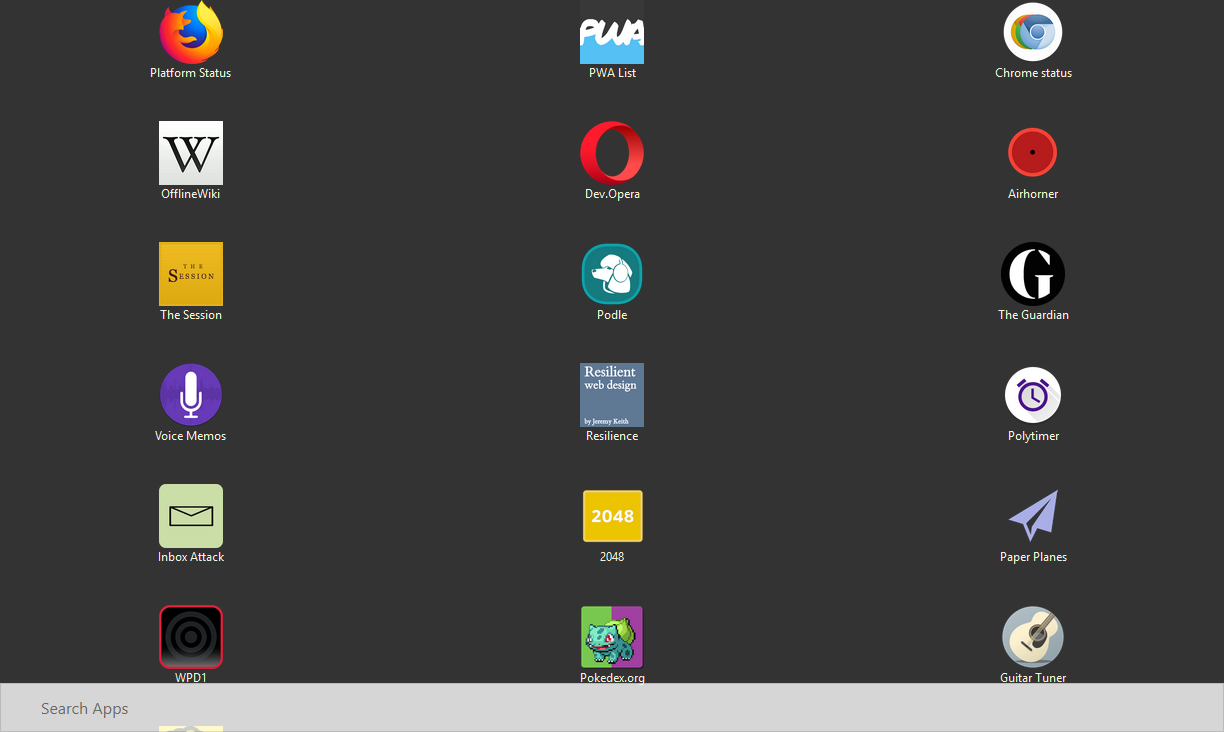 PWA
Platform Status
PWA List
Chrome status
W
OfflineWiki
Dev.Opera
Airhorner
THE
SESSION
The Session
Podle
G
The Guardian
Resilient
web design
by Jeremy Keith
Voice Memos
Resilience
Polytimer
2048
Inbox Attack
2048
Paper Planes
WPD1
Pokedex.org
Guitar Tuner
Search Apps